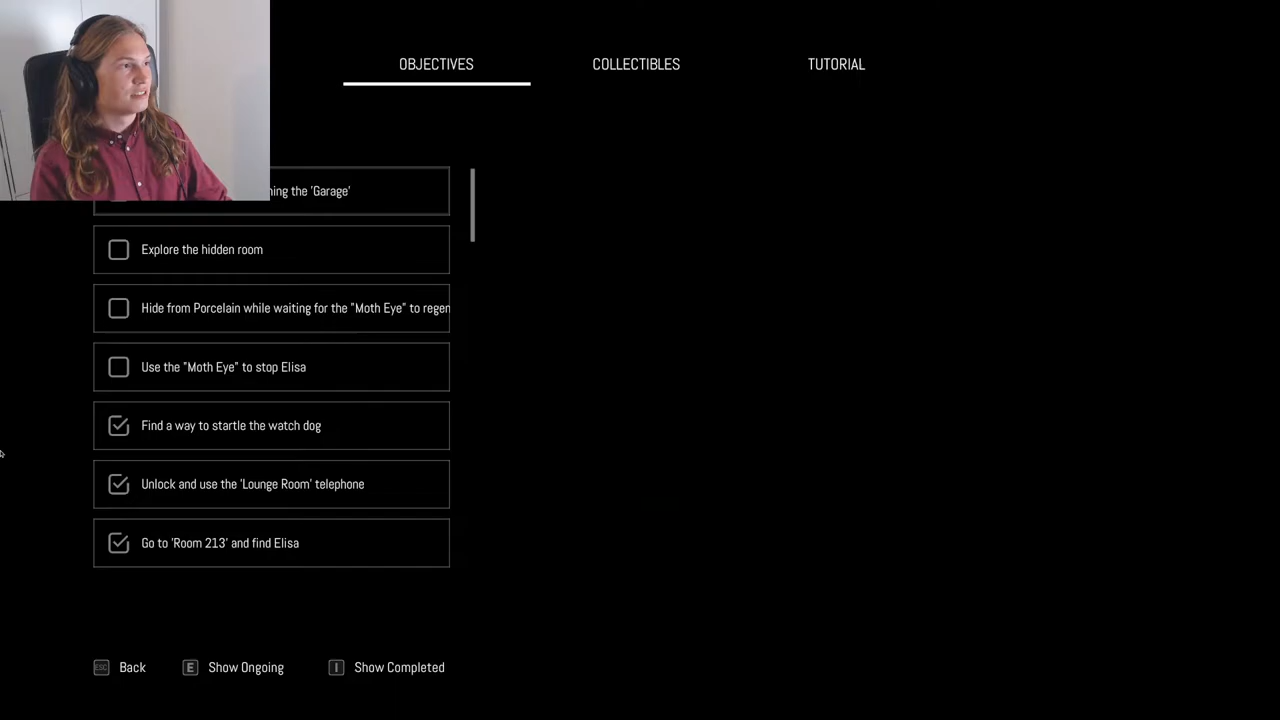 OBJECTIVES
COLLECTIBLES
TUTORIAL
the 'Garage'
Explore the hidden room
Hide from Porcelain while waiting for the "Moth Eye" to regen
Use the "Moth Eye" to stop Elisa
Find a way to startle the watch dog
Unlock and use the 'Lounge Room' telephone
Go to 'Room 213' and find Elisa
ESC Back
E Show Ongoing
I Show Completed